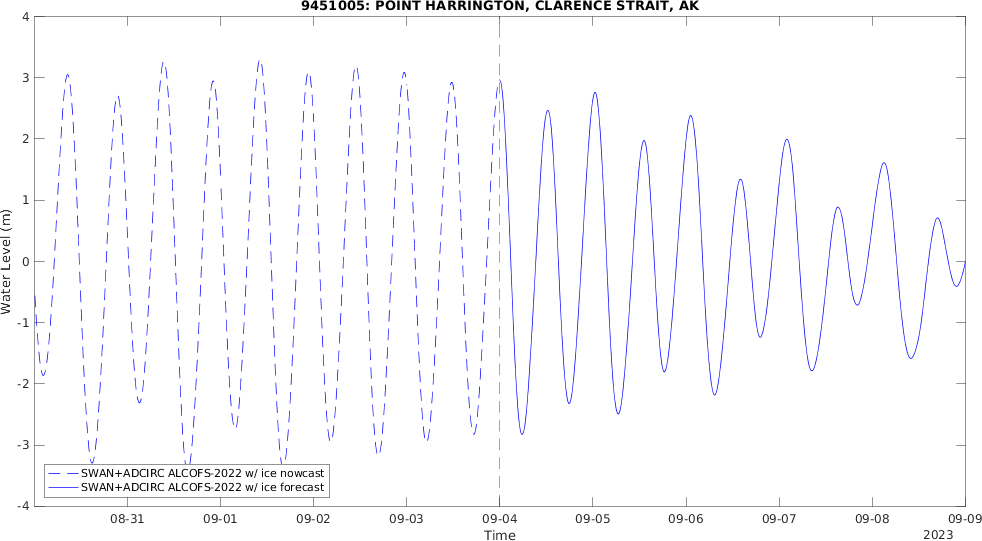 9451005: POINT HARRINGTON, CLARENCE STRAIT, AK
4
3
2
1
0
-1
-2
-3
-4
Water Level (m)
SWAN+ADCIRC ALCOFS-2022 w/ ice nowcast
SWAN+ADCIRC ALCOFS-2022 w/ ice forecast
08-31 09-01 09-02 09-03 09-04 09-05 09-06 09-07 09-08 09-09
Time
2023